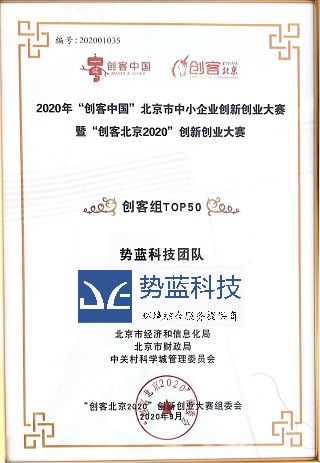 编号:202001035
创客中国
MAKER IN CHINA
创客
北京
2020年“创客中国”北京市中小企业创新创业大赛
暨“创客北京2020”创新创业大赛
创客组TOP50
势蓝科技团队
势蓝科技
北京市经济和信息化局
北京市财政局
中关村科学城管理委员会
“创客北京2020”创新创业大赛组委会
2020年9月